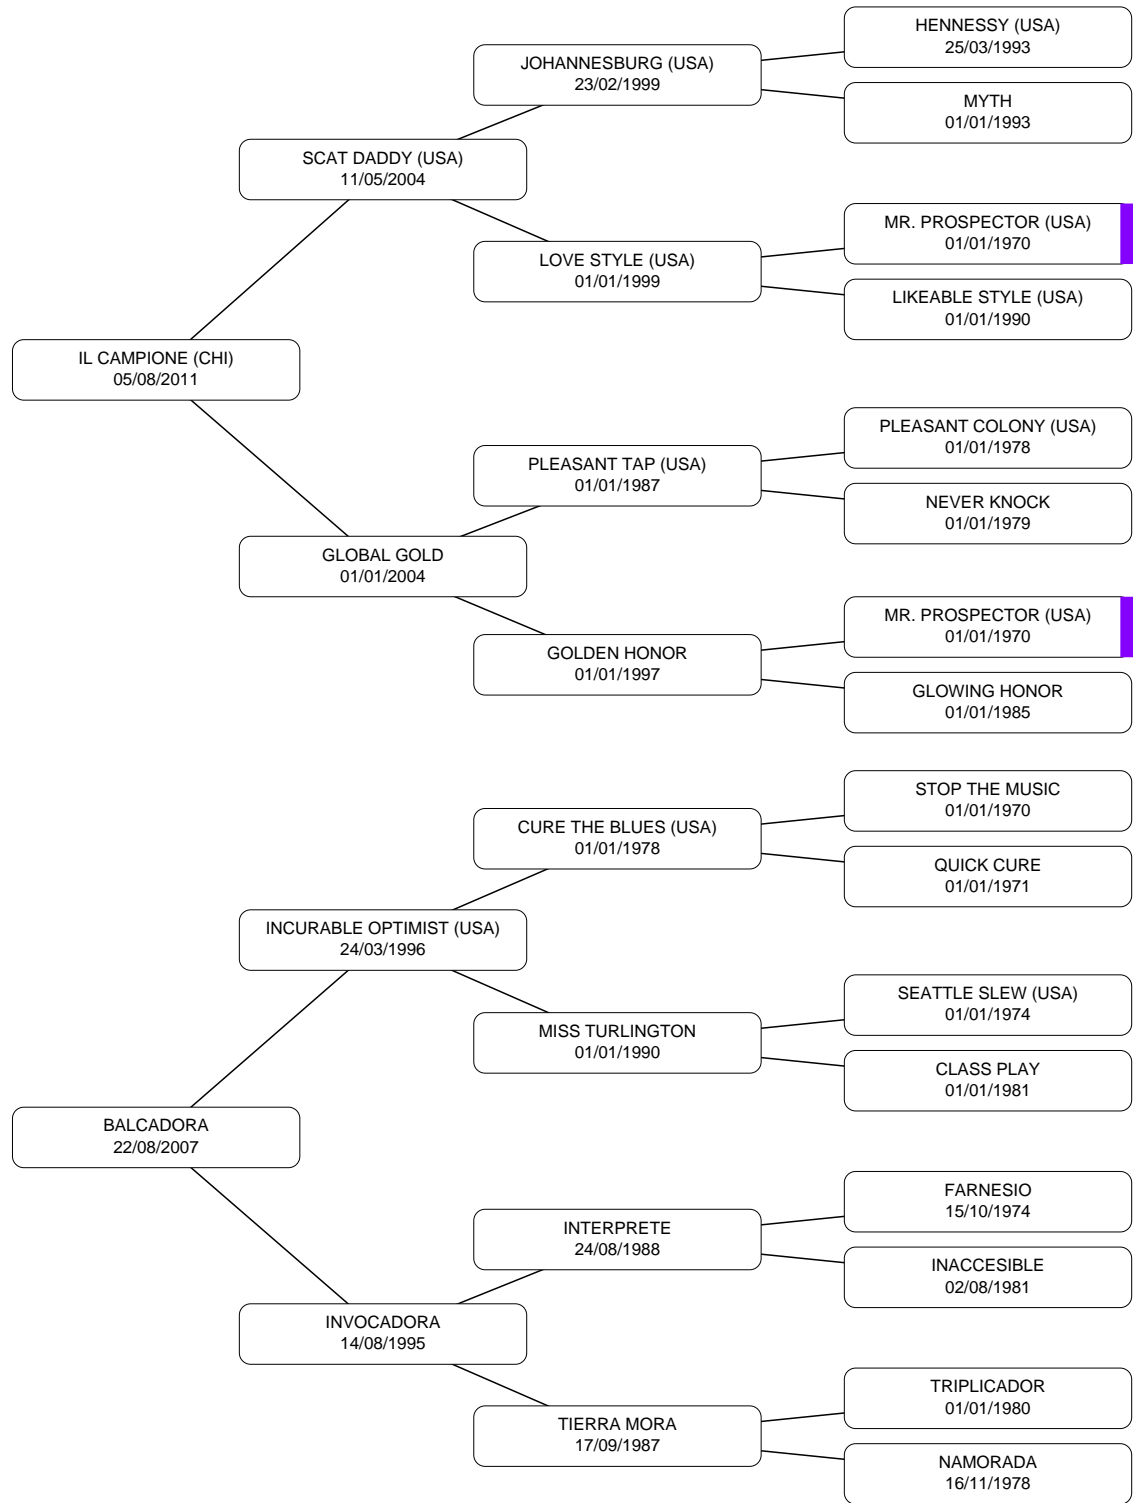 HENNESSY (USA)
25/03/1993
JOHANNESBURG (USA)
23/02/1999
MYTH
01/01/1993
SCAT DADDY (USA)
11/05/2004
MR. PROSPECTOR (USA)
01/01/1970
LOVE STYLE (USA)
01/01/1999
LIKEABLE STYLE (USA)
01/01/1990
IL CAMPIONE (CHI)
05/08/2011
PLEASANT COLONY (USA)
01/01/1978
PLEASANT TAP (USA)
01/01/1987
NEVER KNOCK
01/01/1979
GLOBAL GOLD
01/01/2004
MR. PROSPECTOR (USA)
01/01/1970
GOLDEN HONOR
01/01/1997
GLOWING HONOR
01/01/1985
STOP THE MUSIC
01/01/1970
CURE THE BLUES (USA)
01/01/1978
QUICK CURE
01/01/1971
INCURABLE OPTIMIST (USA)
24/03/1996
SEATTLE SLEW (USA)
01/01/1974
MISS TURLINGTON
01/01/1990
CLASS PLAY
01/01/1981
BALCADORA
22/08/2007
FARNESIO
15/10/1974
INTERPRETE
24/08/1988
INACCESIBLE
02/08/1981
INVOCADORA
14/08/1995
TRIPLICADOR
01/01/1980
TIERRA MORA
17/09/1987
NAMORADA
16/11/1978